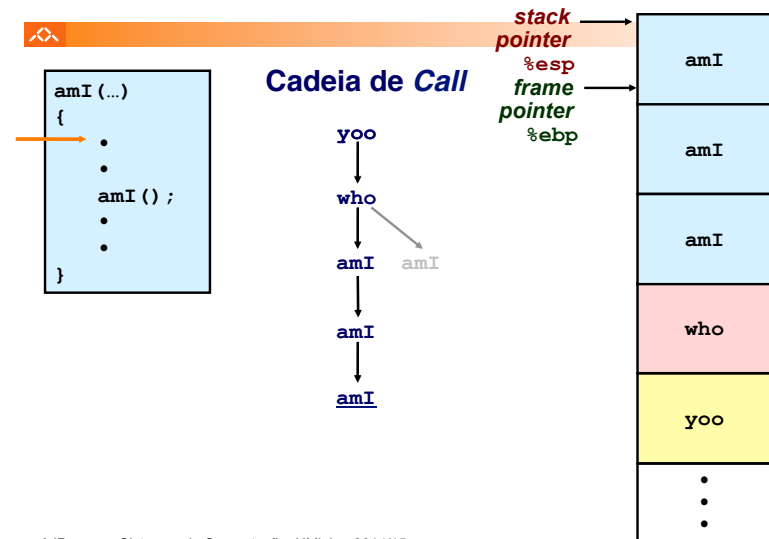 Cadeia de Call
amI(…)
{
•
•
amI();
•
•
}
yoo
who
amI amI
amI
amI
stack
pointer
%esp
frame
pointer
%ebp
amI
amI
amI
who
yoo
•
•
•